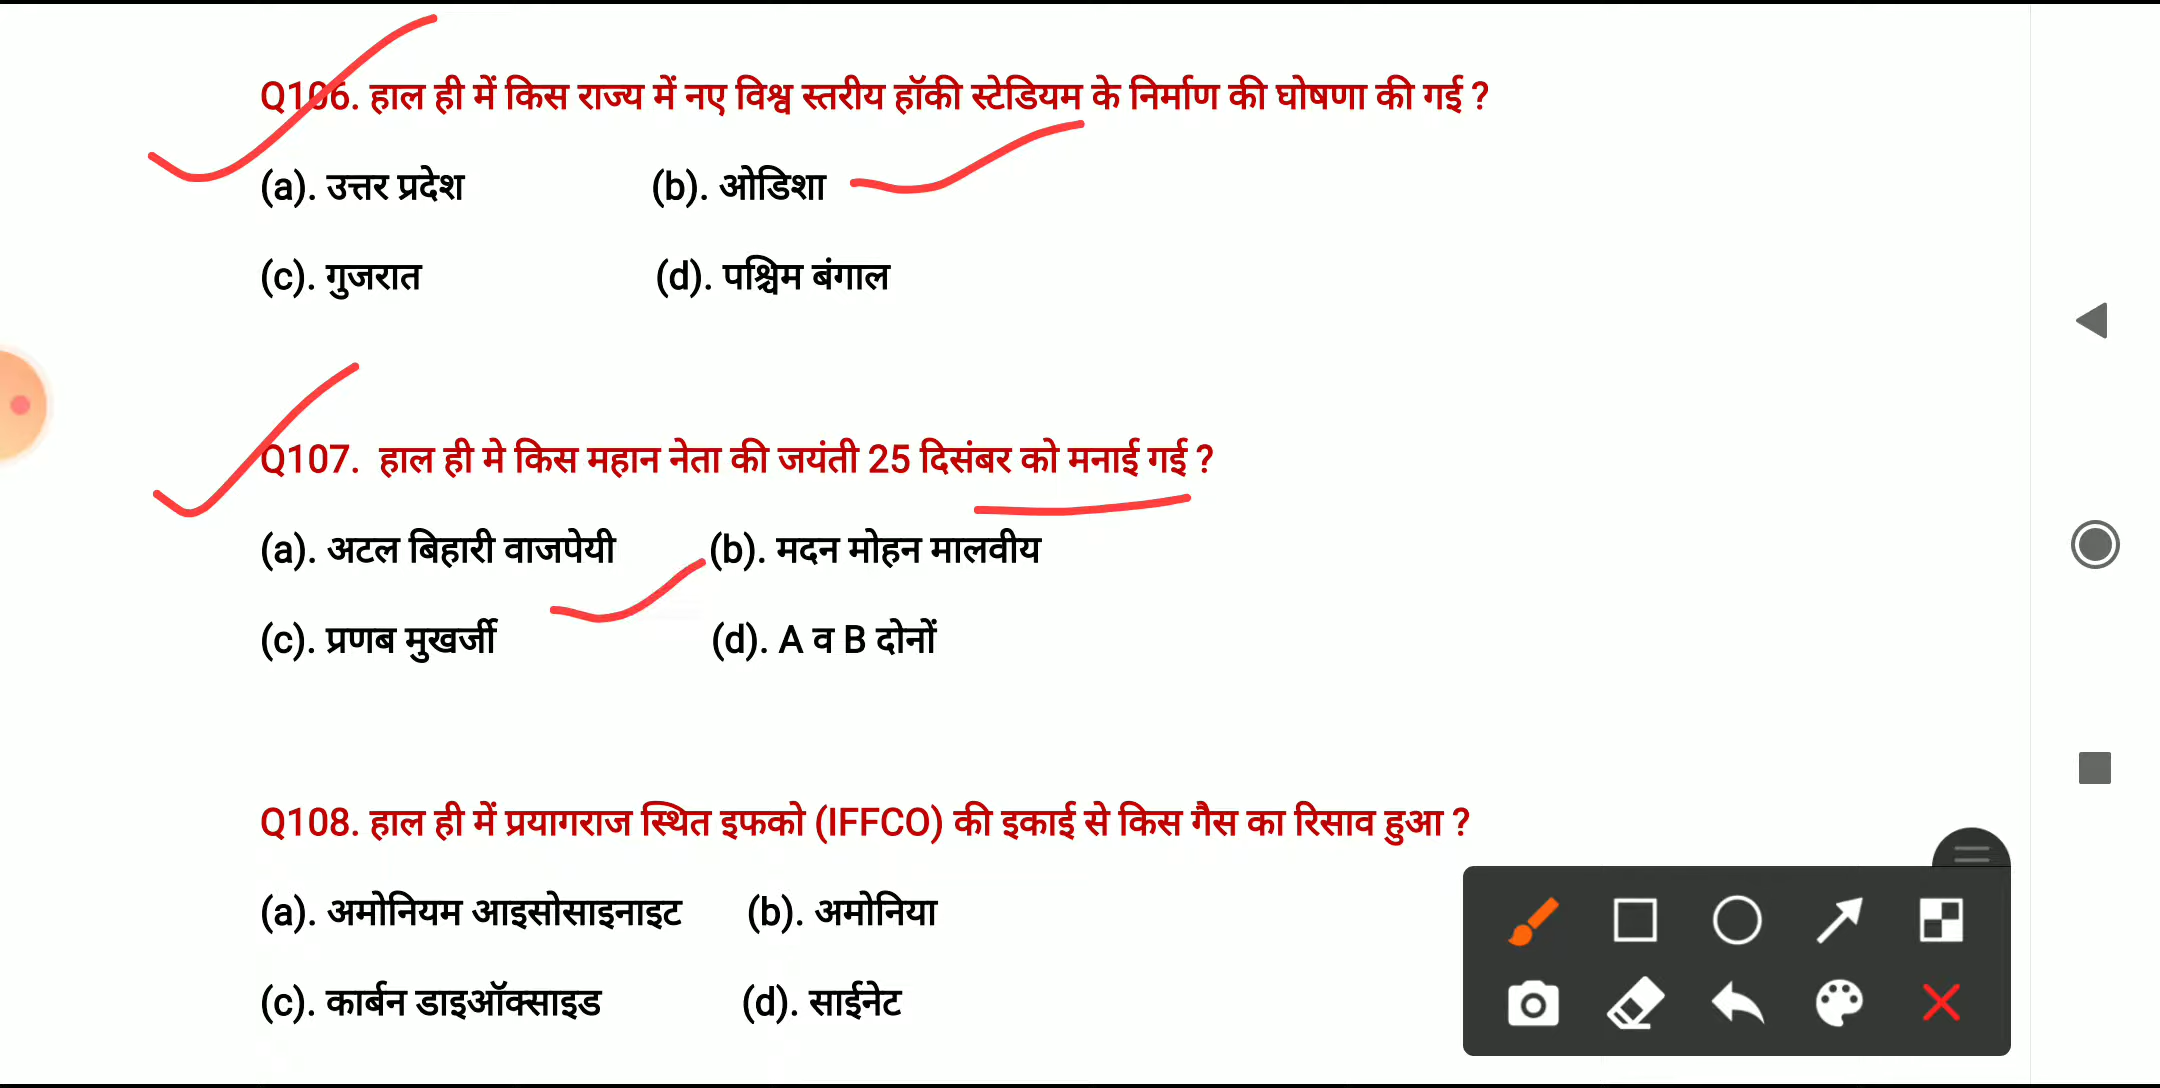 Q106. हाल ही में किस राज्य में नए विश्व स्तरीय हॉकी स्टेडियम के निर्माण की घोषणा की गई ?
(a). उत्तर प्रदेश (b). ओडिशा
(c). गुजरात (d). पश्चिम बंगाल
Q107. हाल ही मे किस महान नेता की जयंती 25 दिसंबर को मनाई गई ?
(a). अटल बिहारी वाजपेयी (b). मदन मोहन मालवीय
(c). प्रणब मुखर्जी (d). A व B दोनों
Q108. हाल ही में प्रयागराज स्थित इफको (IFFCO) की इकाई से किस गैस का रिसाव हुआ ?
(a). अमोनियम आइसोसाइनाइट (b). अमोनिया
(c). कार्बन डाइऑक्साइड (d). साईनेट